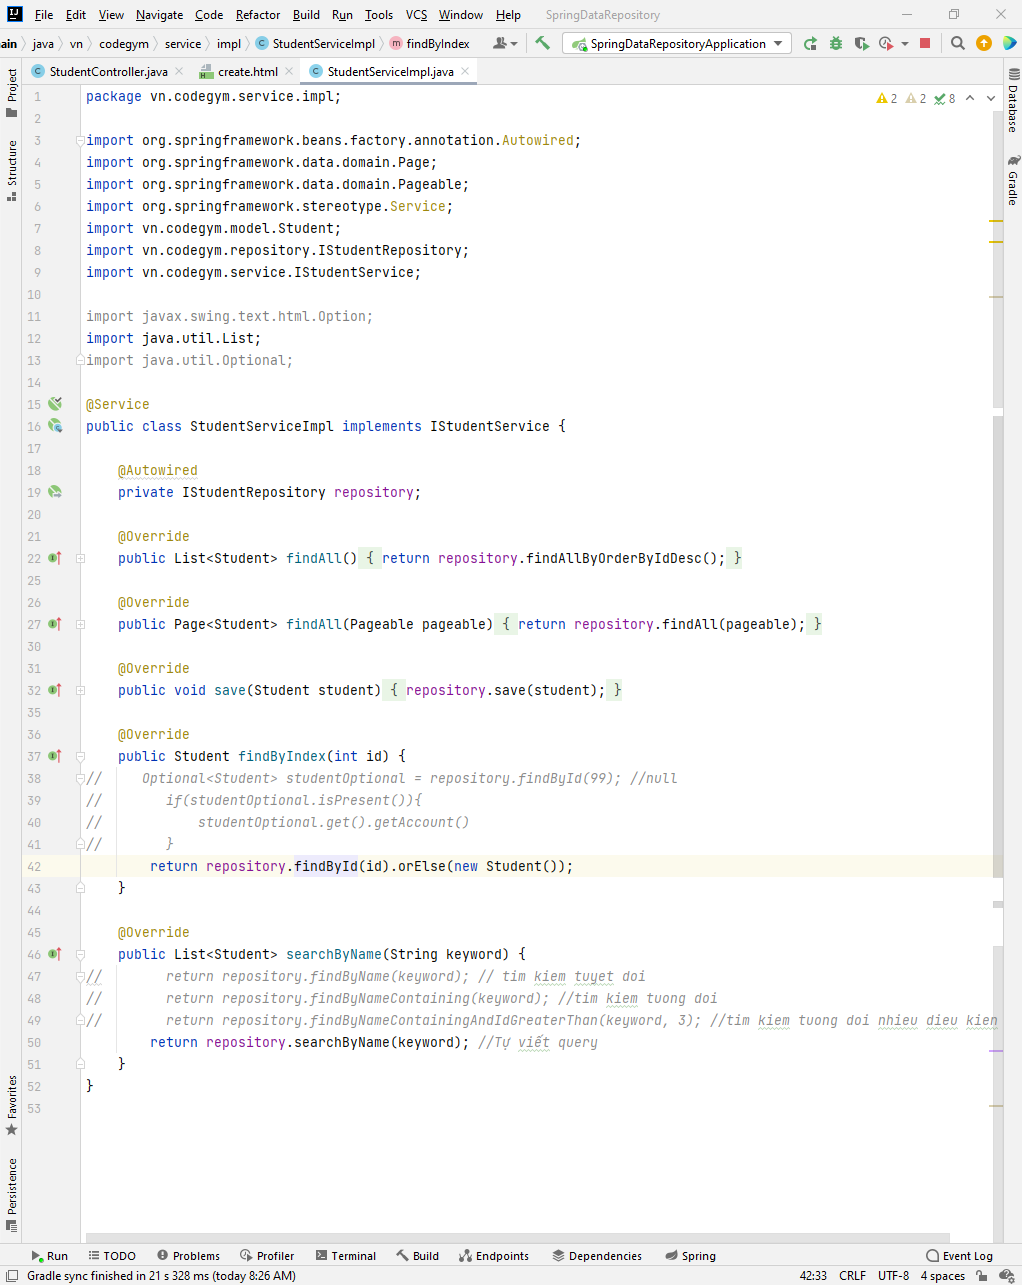 File Edit View Navigate Code Refactor Build Run Tools VCS Window Help SpringDataRepository
ain java vn codegym service impl StudentServiceImpl findByIndex SpringDataRepositoryApplication
StudentController.java create.html StudentServiceImpl.java
1 package vn.codegym.service.impl; 2 2 8
2
3 import org.springframework.beans.factory.annotation.Autowired;
4 import org.springframework.data.domain.Page;
5 import org.springframework.data.domain.Pageable;
6 import org.springframework.stereotype.Service;
7 import vn.codegym.model.Student;
8 import vn.codegym.repository.IStudentRepository;
9 import vn.codegym.service.IStudentService;
10
11 import javax.swing.text.html.Option;
12 import java.util.List;
13 import java.util.Optional;
14
15 @Service
16 public class StudentServiceImpl implements IStudentService {
17
18 @Autowired
19 private IStudentRepository repository;
20
21 @Override
22 public List<Student> findAll() { return repository.findAllByOrderByIdDesc(); }
25
26 @Override
27 public Page<Student> findAll(Pageable pageable) { return repository.findAll(pageable); }
30
31 @Override
32 public void save(Student student) { repository.save(student); }
35
36 @Override
37 public Student findByIndex(int id) {
38 // Optional<Student> studentOptional = repository.findById(99); //null
39 // if(studentOptional.isPresent()){
40 // studentOptional.get().getAccount()
41 // }
42 return repository.findById(id).orElse(new Student());
43 }
44
45 @Override
46 public List<Student> searchByName(String keyword) {
47 // return repository.findByName(keyword); // tim kiem tuyet doi
48 // return repository.findByNameContaining(keyword); //tim kiem tuong doi
49 // return repository.findByNameContainingAndIdGreaterThan(keyword, 3); //tim kiem tuong doi nhieu dieu kien
50 return repository.searchByName(keyword); //Tự viết query
51 }
52 }
53
Project
Structure
Favorites
Persistence
Database
Gradle
Run TODO Problems Profiler Terminal Build Endpoints Dependencies Spring Event Log
Gradle sync finished in 21 s 328 ms (today 8:26 AM) 42:33 CRLF UTF-8 4 spaces